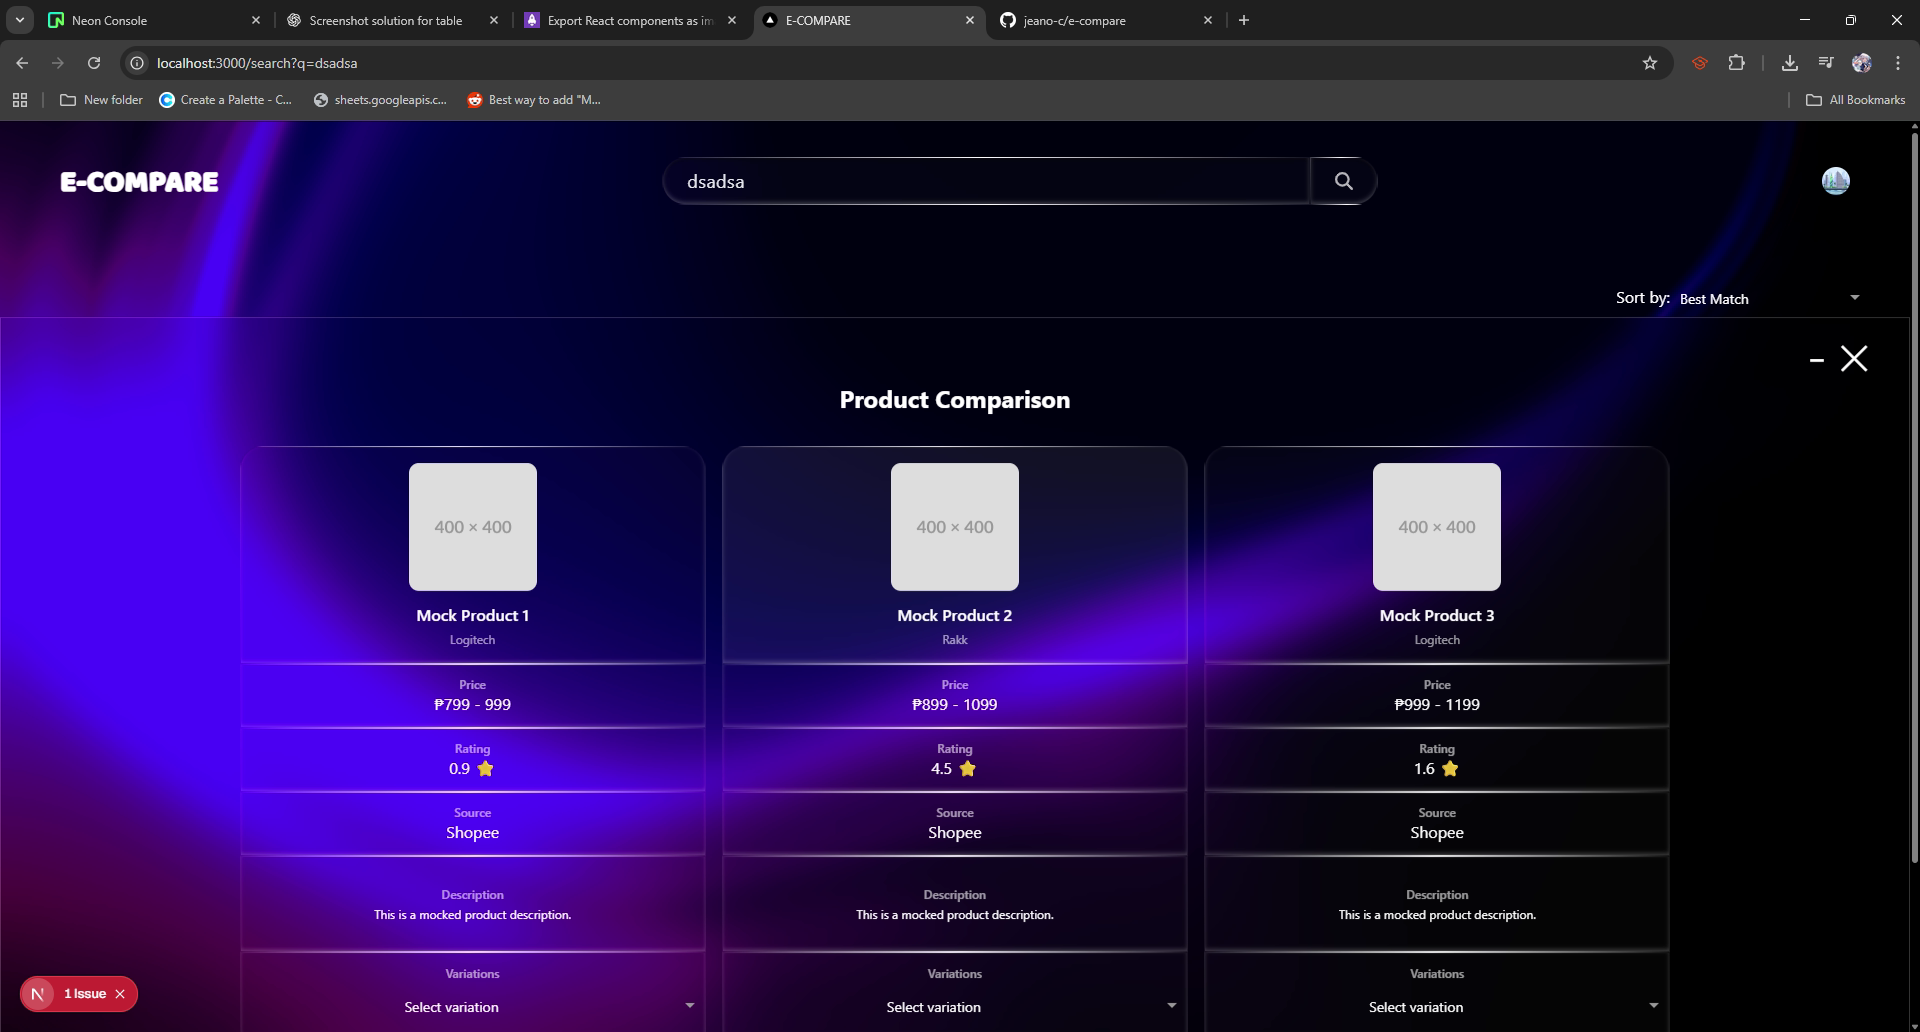 Neon Console
Screenshot solution for table
Export React components as im
E-COMPARE
jeano-c/e-compare
localhost:3000/search?q=dsadsa
New folder
Create a Palette - C...
sheets.googleapis.c...
Best way to add "M...
All Bookmarks
E-COMPARE
dsadsa
Sort by: Best Match
Product Comparison
400 × 400
400 × 400
400 × 400
Mock Product 1
Mock Product 2
Mock Product 3
Logitech
Rakk
Logitech
Price
Price
Price
₱799 - 999
₱899 - 1099
₱999 - 1199
Rating
Rating
Rating
0.9 ⭐
4.5 ⭐
1.6 ⭐
Source
Source
Source
Shopee
Shopee
Shopee
Description
Description
Description
This is a mocked product description.
This is a mocked product description.
This is a mocked product description.
Variations
Variations
Variations
N 1 Issue
Select variation
Select variation
Select variation